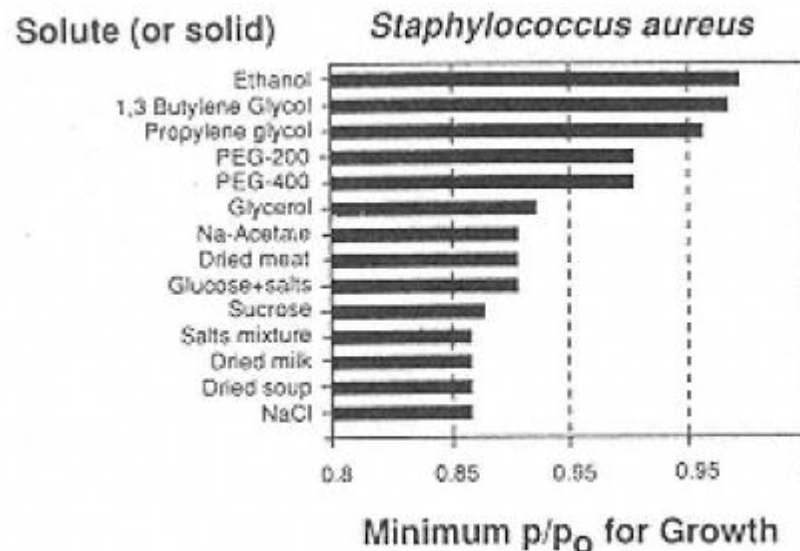 Solute (or solid)
Staphylococcus aureus
Ethanol
1,3 Butylene Glycol
Propylene glycol
PEG-200
PEG-400
Glycerol
Na-Acetate
Dried meat
Glucose+salts
Sucrose
Salts mixture
Dried milk
Dried soup
NaCl
0.8 0.85 0.95 0.95
Minimum p/pₒ for Growth